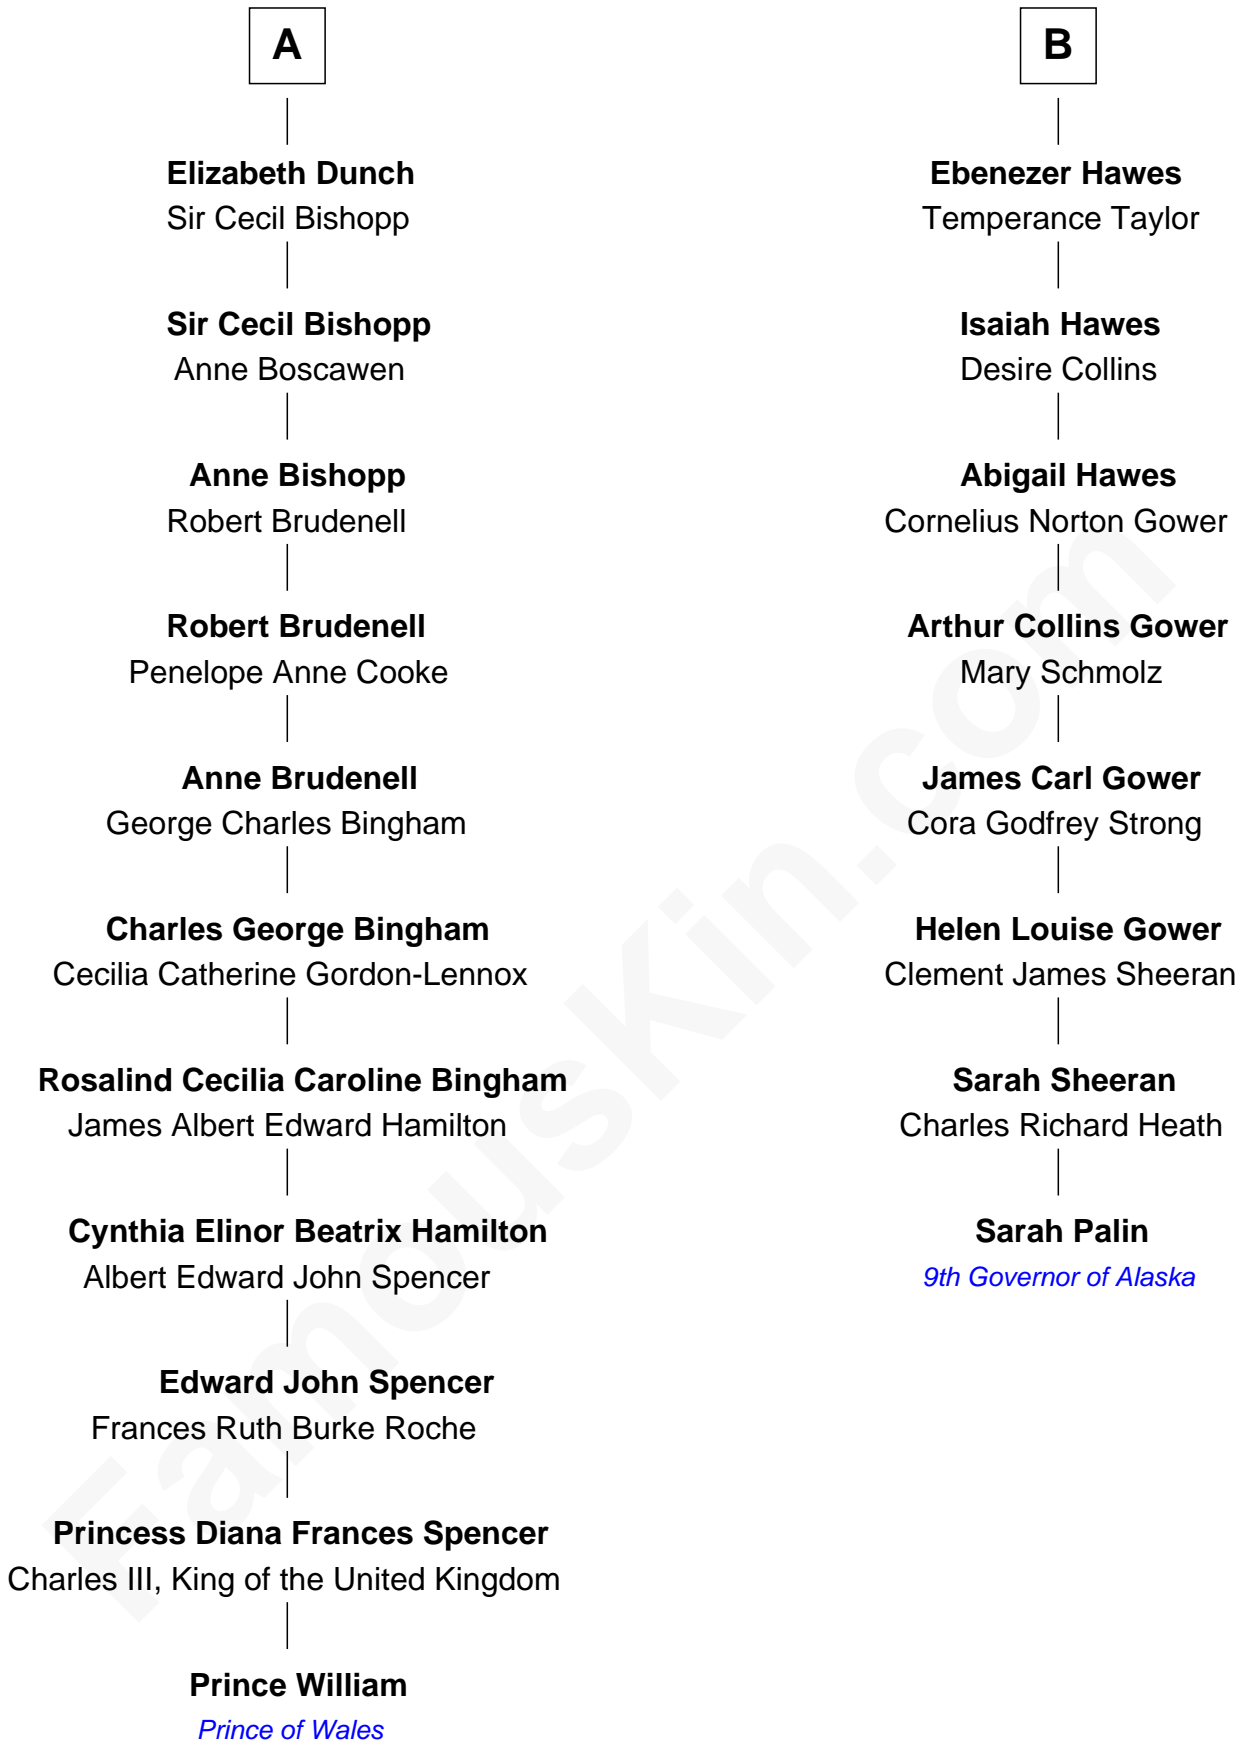 A
Elizabeth Dunch
Sir Cecil Bishopp
Sir Cecil Bishopp
Anne Boscawen
Anne Bishopp
Robert Brudenell
Robert Brudenell
Penelope Anne Cooke
Anne Brudenell
George Charles Bingham
Charles George Bingham
Cecilia Catherine Gordon-Lennox
Rosalind Cecilia Caroline Bingham
James Albert Edward Hamilton
Cynthia Elinor Beatrix Hamilton
Albert Edward John Spencer
Edward John Spencer
Frances Ruth Burke Roche
Princess Diana Frances Spencer
Charles III, King of the United Kingdom
Prince William
Prince of Wales
B
Ebenezer Hawes
Temperance Taylor
Isaiah Hawes
Desire Collins
Abigail Hawes
Cornelius Norton Gower
Arthur Collins Gower
Mary Schmolz
James Carl Gower
Cora Godfrey Strong
Helen Louise Gower
Clement James Sheeran
Sarah Sheeran
Charles Richard Heath
Sarah Palin
9th Governor of Alaska
FamousKin.com